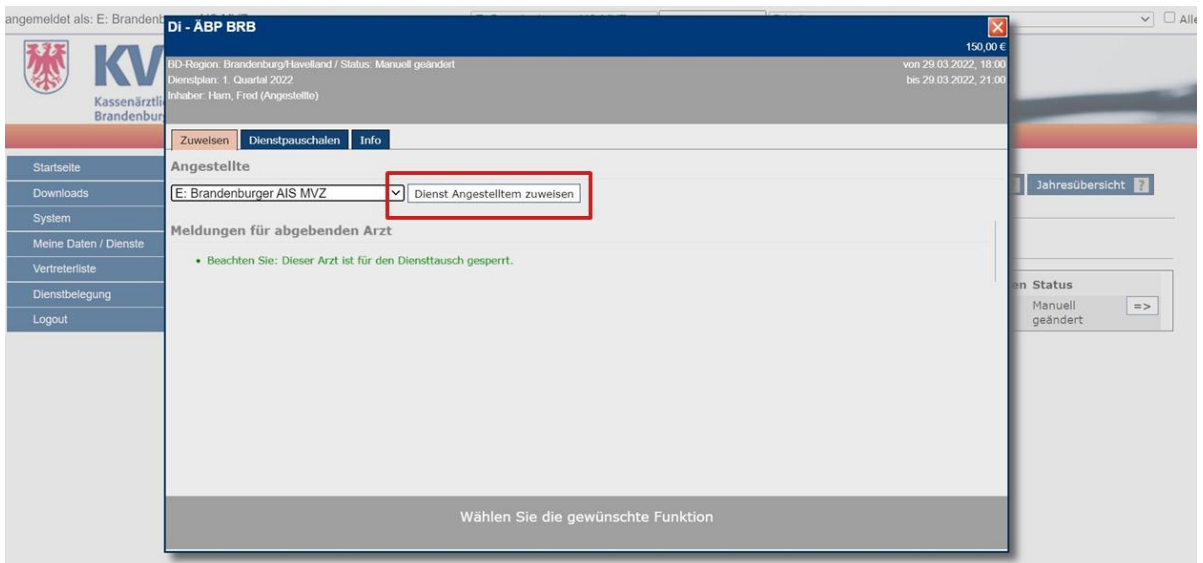 angemeldet als: E: Brandenb
Alle
KV
Kassenärztli
Brandenbur
Startseite
Downloads
System
Meine Daten / Dienste
Vertreterliste
Dienstbelegung
Logout
Di - ÄBP BRB
150,00 €
BD-Region: Brandenburg/Havelland / Status: Manuell geändert
von 29.03.2022, 18:00
Dienstplan: 1. Quartal 2022
bis 29.03.2022, 21:00
Inhaber: Ham, Fred (Angestellte)
Zuweisen Dienstpauschalen Info
Angestellte
E: Brandenburger AIS MVZ Dienst Angestelltem zuweisen
Meldungen für abgebenden Arzt
• Beachten Sie: Dieser Arzt ist für den Diensttausch gesperrt.
Wählen Sie die gewünschte Funktion
Jahresübersicht ?
en Status
Manuell =>
geändert